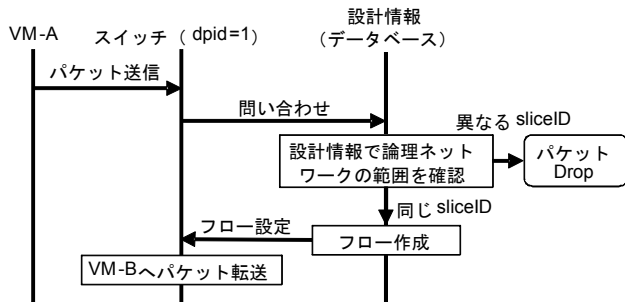 VM-A
スイッチ（dpid=1）
設計情報
（データベース）
パケット送信
問い合わせ
異なる sliceID
設計情報で論理ネット
ワークの範囲を確認
パケット
Drop
同じ sliceID
フロー設定
フロー作成
VM-Bへパケット転送